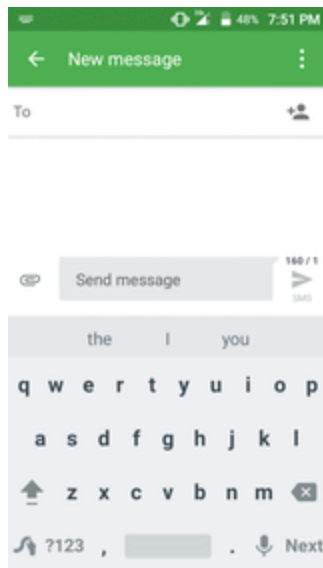 48% 7:51 PM
New message
To
160 / 1
Send message
SMS
the I you
q w e r t y u i o p
a s d f g h j k l
z x c v b n m
?123 , . Next